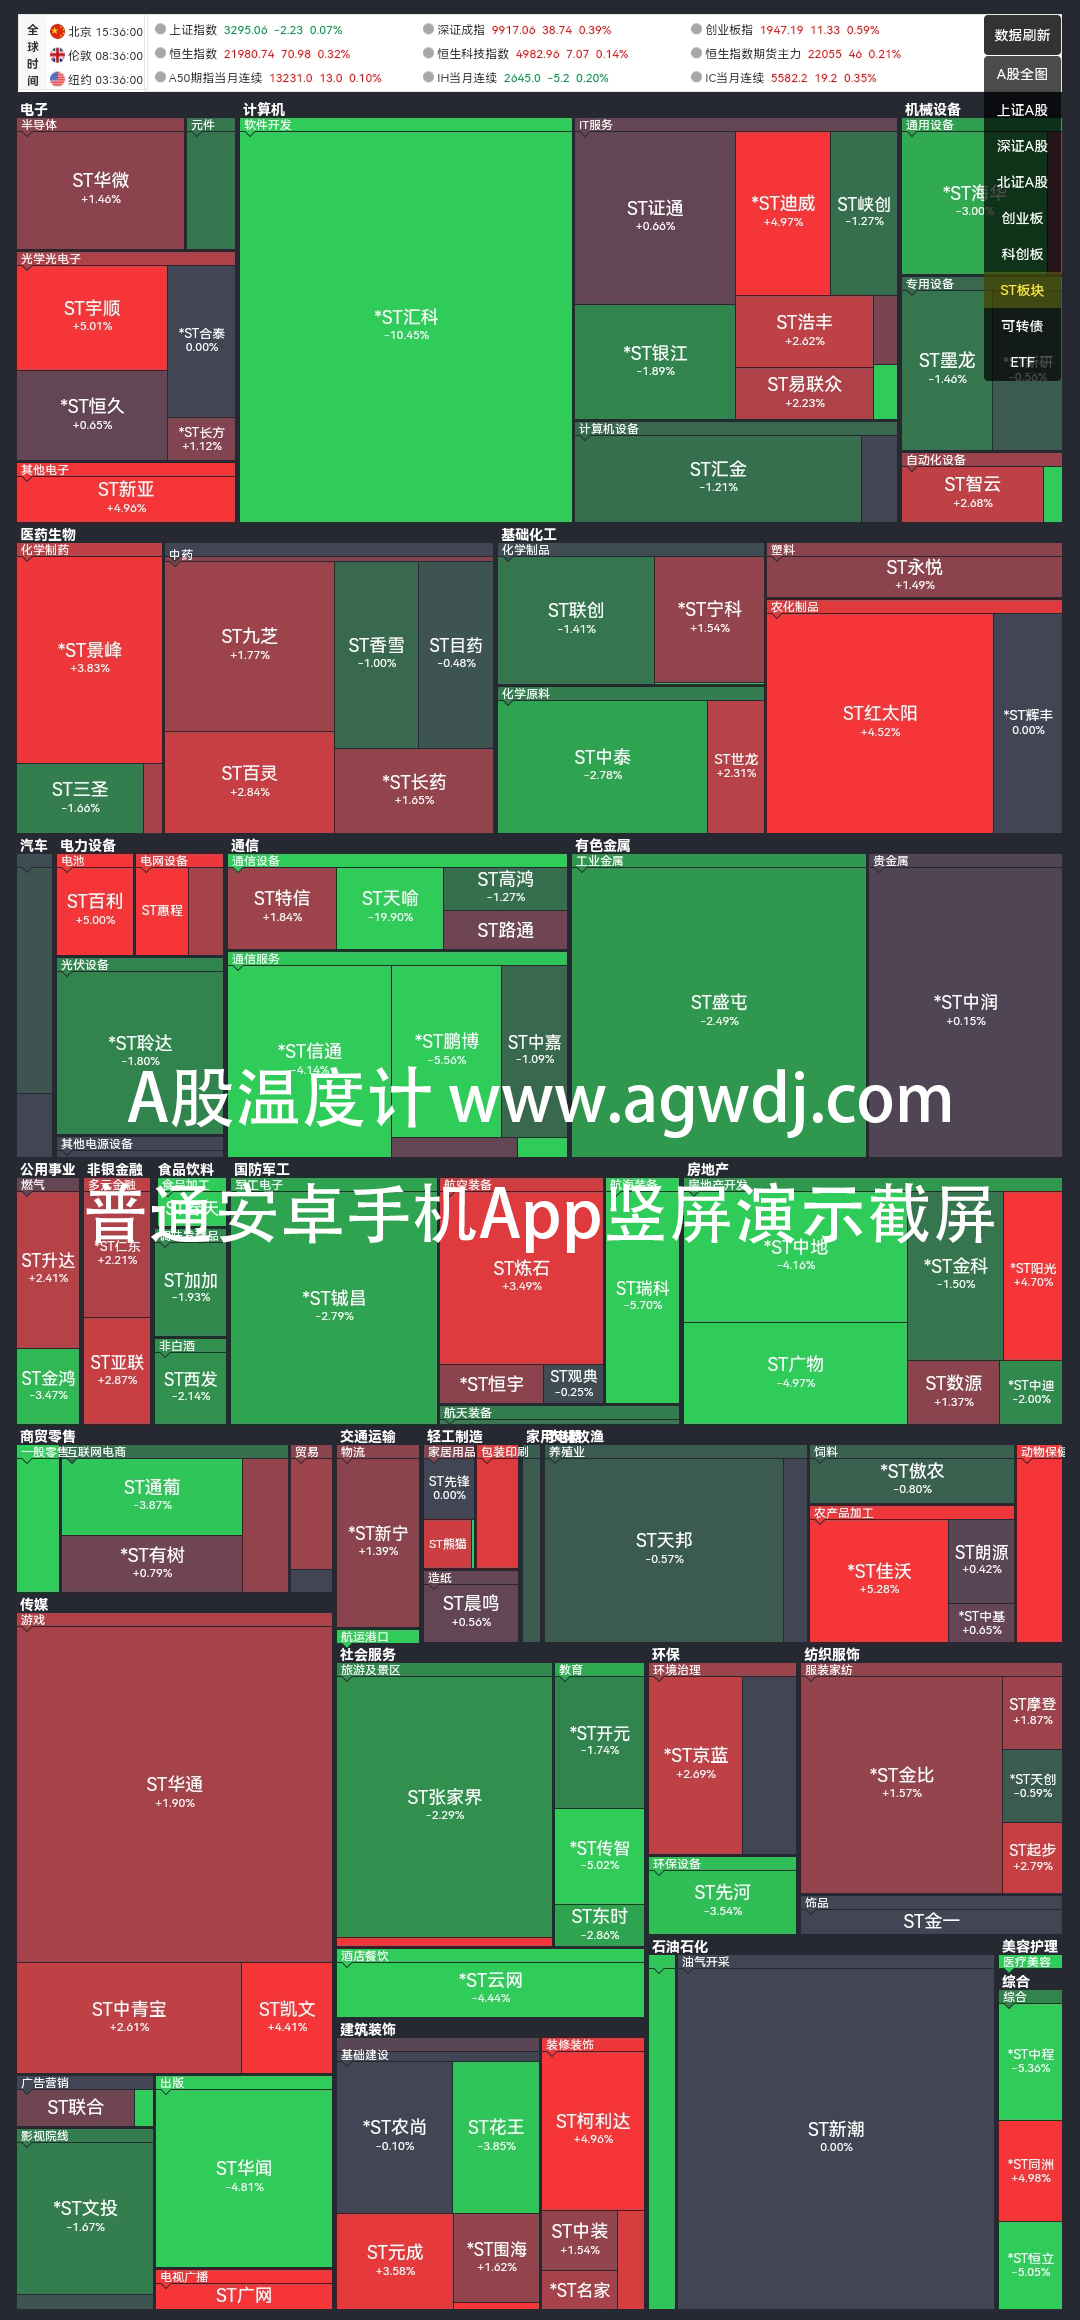 全球时间
北京 15:36:00
伦敦 08:36:00
纽约 03:36:00
上证指数 3295.06 -2.23 0.07%
深证成指 9917.06 38.74 0.39%
创业板指 1947.19 11.33 0.59%
恒生指数 21980.74 70.98 0.32%
恒生科技指数 4982.96 7.07 0.14%
恒生指数期货主力 22055 46 0.21%
A50期指当月连续 13231.0 13.0 0.10%
IH当月连续 2645.0 -5.2 0.20%
IC当月连续 5582.2 19.2 0.35%
数据刷新
A股全图
上证A股
深证A股
北证A股
创业板
科创板
ST板块
可转债
ETF
电子
半导体
ST华微
+1.46%
元件
光学光电子
ST宇顺
+5.01%
*ST合泰
0.00%
*ST恒久
+0.65%
*ST长方
+1.12%
其他电子
ST新亚
+4.96%
计算机
软件开发
*ST汇科
-10.45%
IT服务
ST证通
+0.66%
*ST迪威
+4.97%
ST峡创
-1.27%
*ST银江
-1.89%
ST浩丰
+2.62%
ST易联众
+2.23%
计算机设备
ST汇金
-1.21%
机械设备
通用设备
*ST海华
-3.00%
专用设备
ST墨龙
-1.46%
-0.56%
自动化设备
ST智云
+2.68%
医药生物
化学制药
*ST景峰
+3.83%
ST三圣
-1.66%
中药
ST九芝
+1.77%
ST香雪
-1.00%
ST目药
-0.48%
ST百灵
+2.84%
*ST长药
+1.65%
基础化工
化学制品
ST联创
-1.41%
*ST宁科
+1.54%
化学原料
ST中泰
-2.78%
ST世龙
+2.31%
塑料
ST永悦
+1.49%
农化制品
ST红太阳
+4.52%
*ST辉丰
0.00%
汽车
电力设备
电池
ST百利
+5.00%
电网设备
ST惠程
光伏设备
*ST聆达
-1.80%
其他电源设备
通信
通信设备
ST特信
+1.84%
ST天喻
-19.90%
ST高鸿
-1.27%
ST路通
通信服务
*ST信通
-4.14%
*ST鹏博
-5.56%
ST中嘉
-1.09%
有色金属
工业金属
ST盛屯
-2.49%
贵金属
*ST中润
+0.15%
A股温度计 www.agwdj.com
普通安卓手机App竖屏演示截屏
公用事业
燃气
ST升达
+2.41%
ST金鸿
-3.47%
非银金融
多元金融
*ST仁东
+2.21%
ST亚联
+2.87%
食品饮料
食品加工
ST加加
-1.93%
非白酒
ST西发
-2.14%
国防军工
军工电子
*ST铖昌
-2.79%
航空装备
ST炼石
+3.49%
*ST恒宇
ST观典
-0.25%
航海装备
ST瑞科
-5.70%
航天装备
房地产
房地产开发
*ST中地
-4.16%
ST广物
-4.97%
*ST金科
-1.50%
*ST阳光
+4.70%
ST数源
+1.37%
*ST中迪
-2.00%
商贸零售
一般零售
互联网电商
ST通葡
-3.87%
*ST有树
+0.79%
贸易
交通运输
物流
*ST新宁
+1.39%
航运港口
轻工制造
家居用品
ST先锋
0.00%
ST熊猫
包装印刷
造纸
ST晨鸣
+0.56%
养殖业
ST天邦
-0.57%
饲料
*ST傲农
-0.80%
农产品加工
*ST佳沃
+5.28%
ST朗源
+0.42%
*ST中基
+0.65%
动物保健
传媒
游戏
ST华通
+1.90%
ST中青宝
+2.61%
ST凯文
+4.41%
广告营销
ST联合
影视院线
*ST文投
-1.67%
出版
ST华闻
-4.81%
电视广播
ST广网
社会服务
旅游及景区
ST张家界
-2.29%
教育
*ST开元
-1.74%
*ST传智
-5.02%
ST东时
-2.86%
酒店餐饮
*ST云网
-4.44%
环保
环境治理
*ST京蓝
+2.69%
环保设备
ST先河
-3.54%
纺织服饰
服装家纺
*ST金比
+1.57%
ST摩登
+1.87%
*ST天创
-0.59%
ST起步
+2.79%
饰品
ST金一
建筑装饰
基础建设
*ST农尚
-0.10%
ST花王
-3.85%
ST元成
+3.58%
*ST围海
+1.62%
装修装饰
ST柯利达
+4.96%
ST中装
+1.54%
*ST名家
石油石化
油气开采
ST新潮
0.00%
美容护理
医疗美容
综合
综合
*ST中程
-5.36%
*ST同洲
+4.98%
*ST恒立
-5.05%